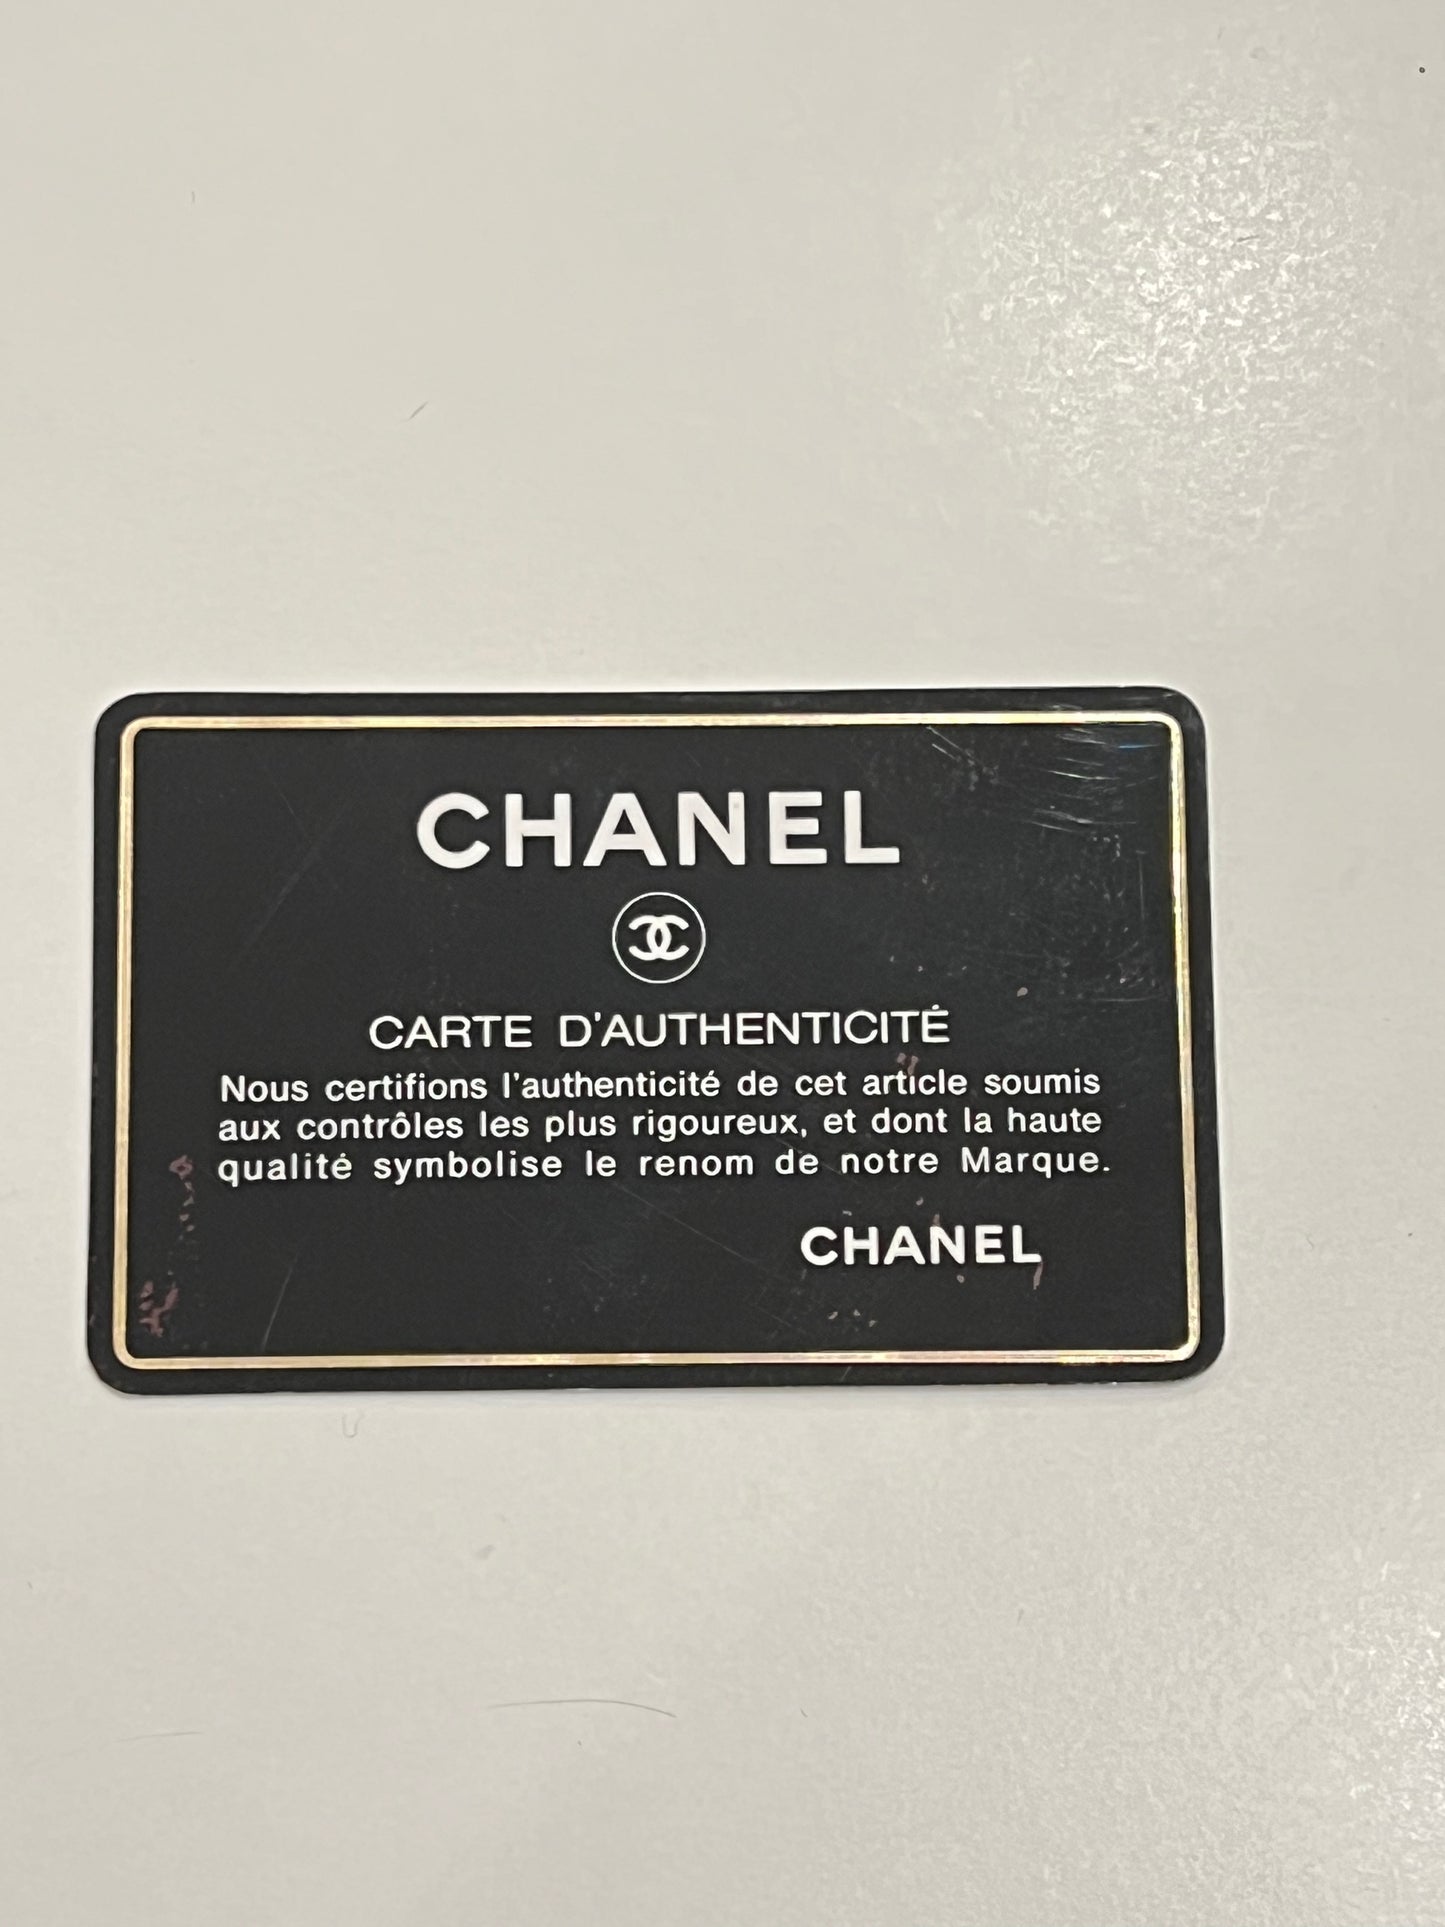 CHANEL
CARTE D'AUTHENTICITÉ
Nous certifions l'authenticité de cet article soumis
aux contrôles les plus rigoureux, et dont la haute
qualité symbolise le renom de notre Marque.
CHANEL